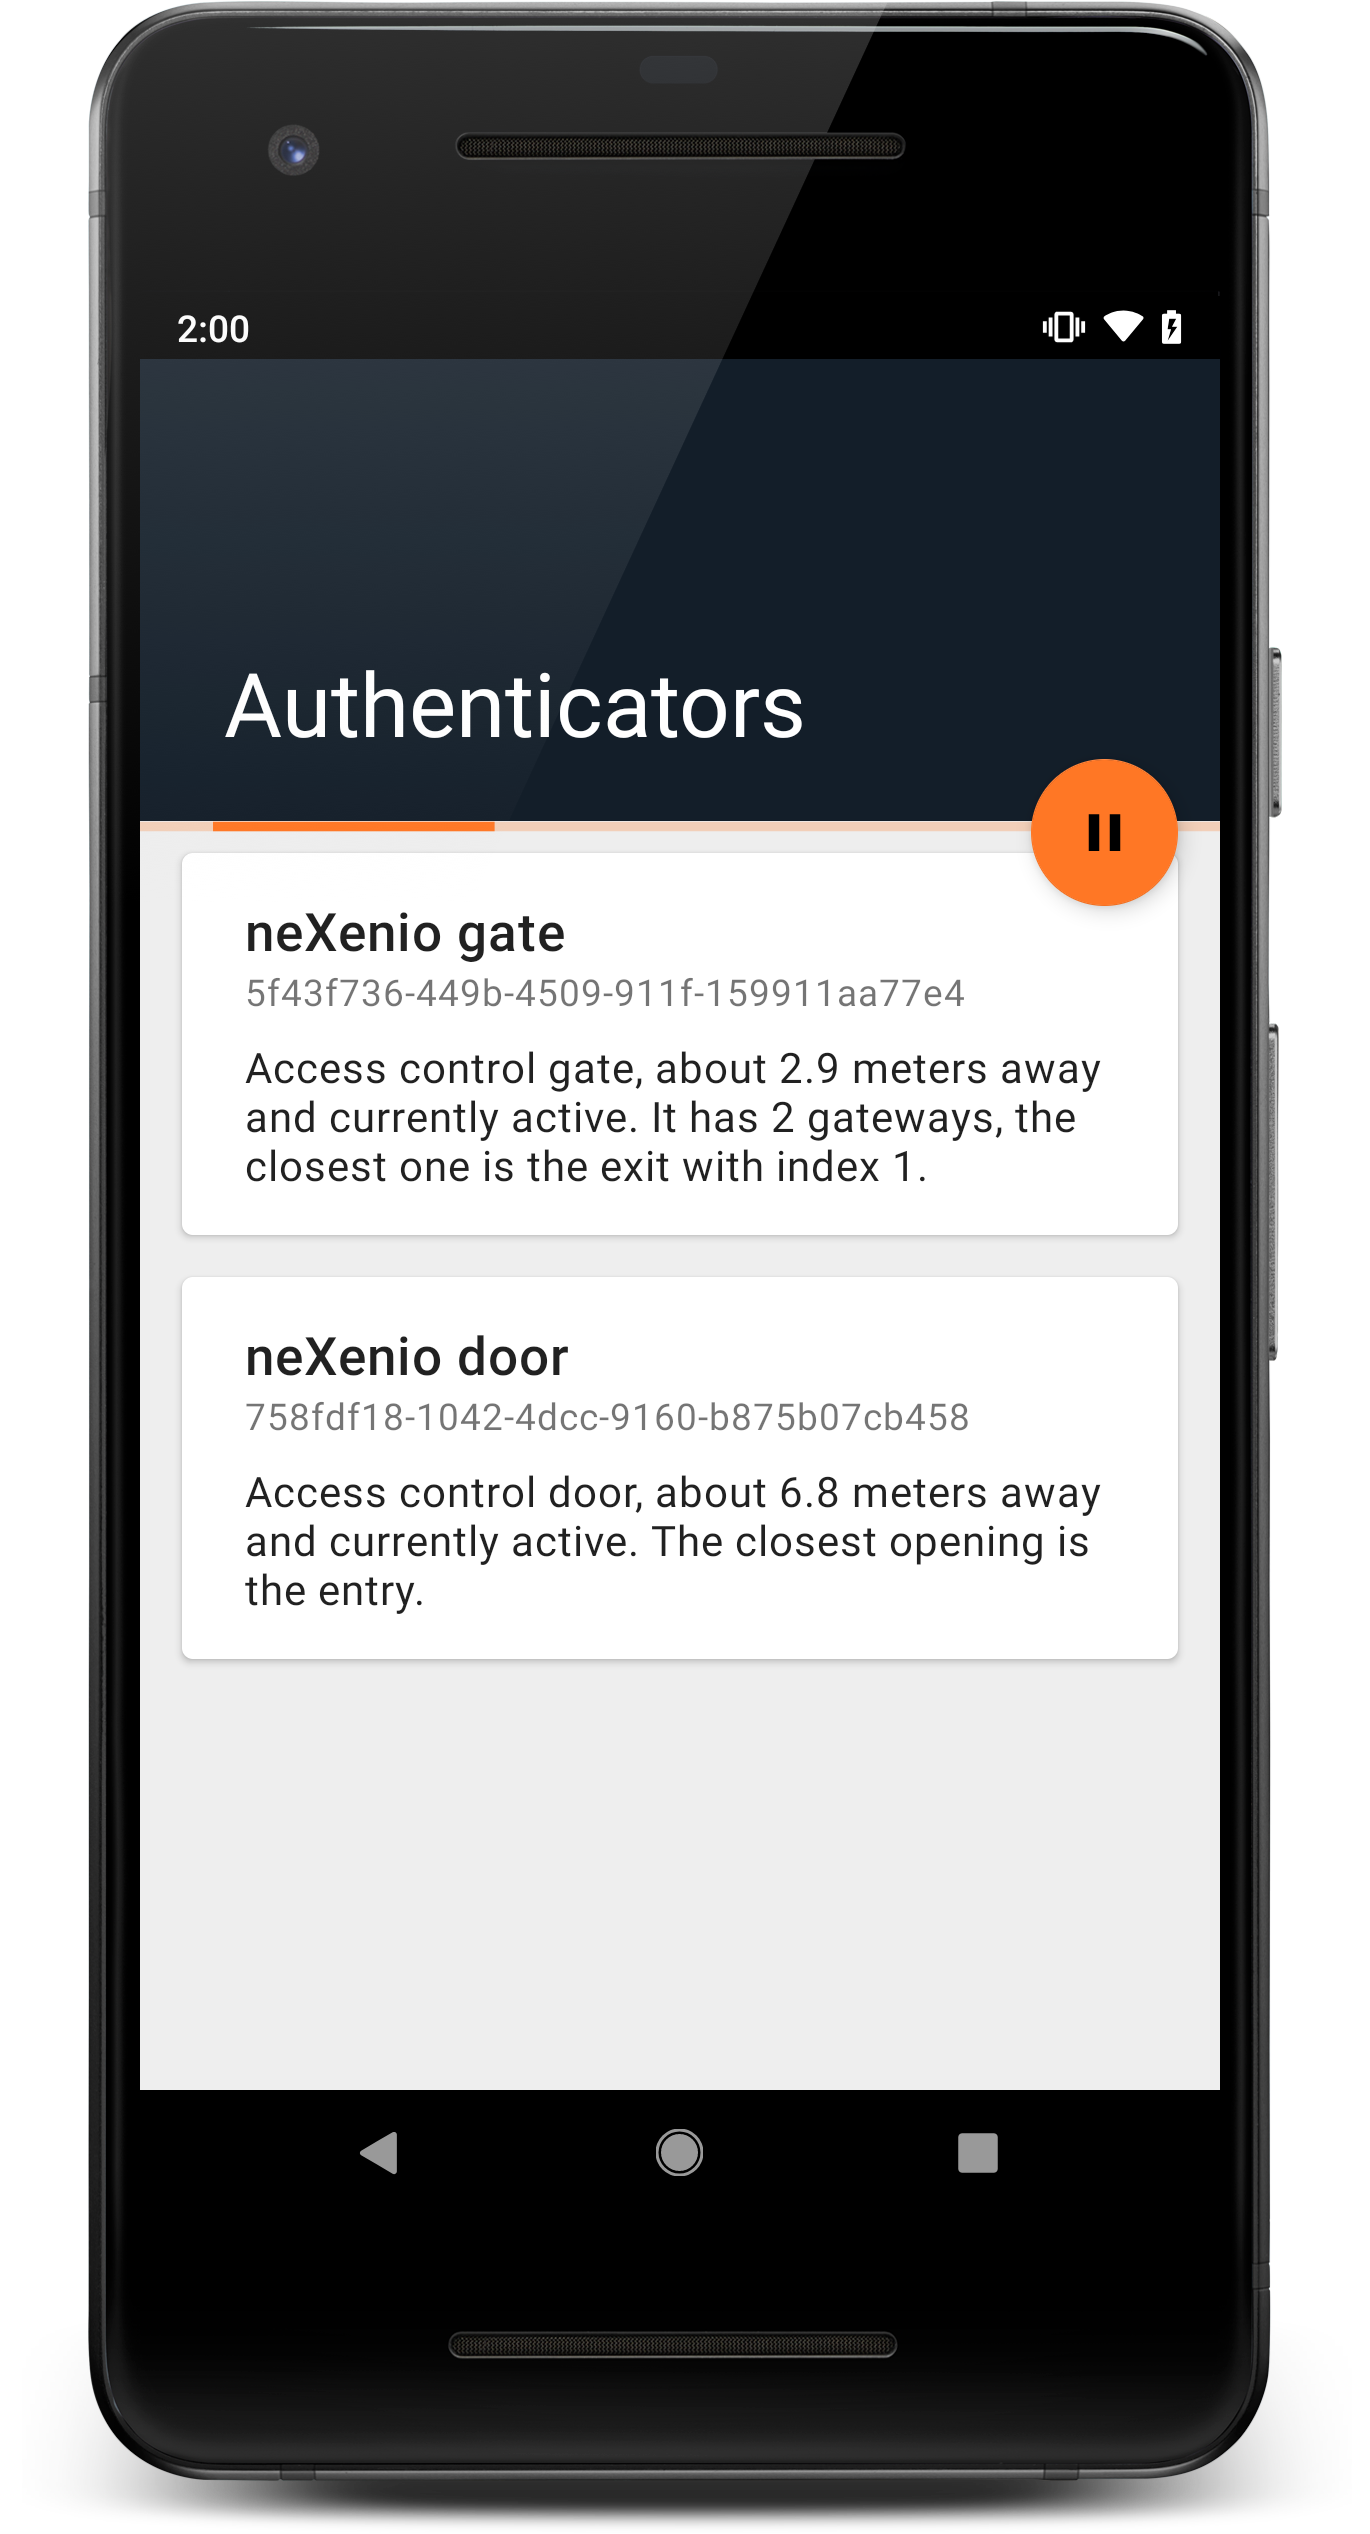 2:00
Authenticators
neXenio gate
5f43f736-449b-4509-911f-159911aa77e4
Access control gate, about 2.9 meters away
and currently active. It has 2 gateways, the
closest one is the exit with index 1.
neXenio door
758fdf18-1042-4dcc-9160-b875b07cb458
Access control door, about 6.8 meters away
and currently active. The closest opening is
the entry.